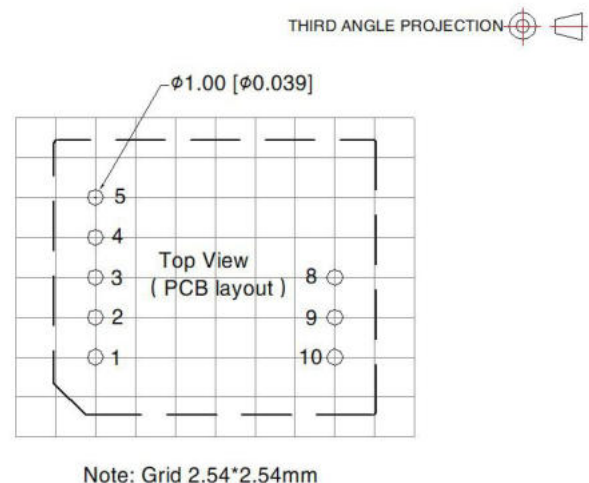 THIRD ANGLE PROJECTION
φ1.00 [φ0.039]
5
4
Top View
3
( PCB layout )
8
2
9
1
10
Note: Grid 2.54*2.54mm